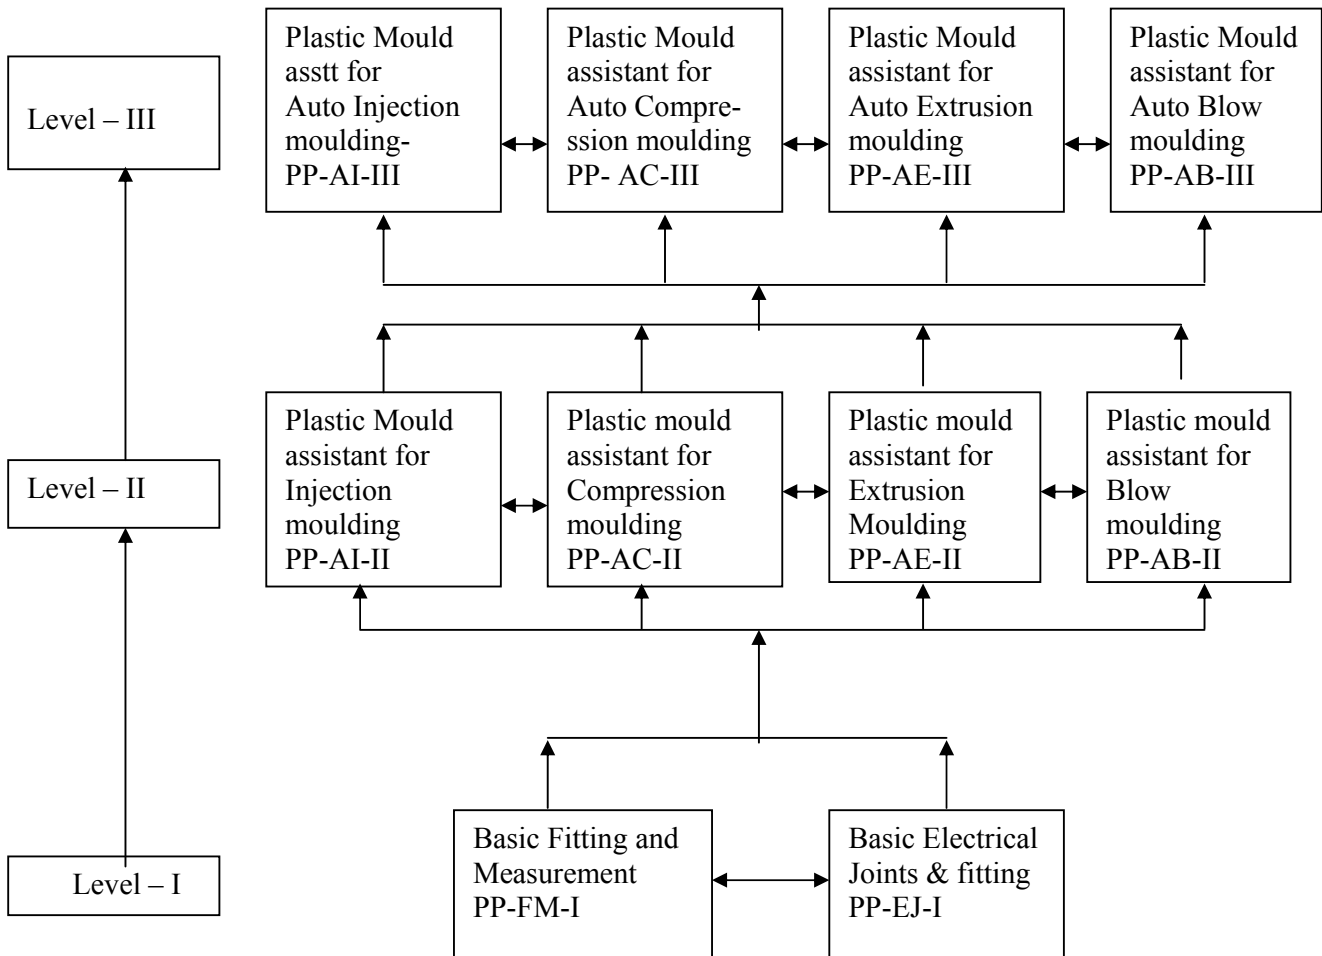 Level – III
Plastic Mould
asstt for
Auto Injection
moulding-
PP-AI-III
Plastic Mould
assistant for
Auto Compre-
ssion moulding
PP- AC-III
Plastic Mould
assistant for
Auto Extrusion
moulding
PP-AE-III
Plastic Mould
assistant for
Auto Blow
moulding
PP-AB-III
Level – II
Plastic Mould
assistant for
Injection
moulding
PP-AI-II
Plastic mould
assistant for
Compression
moulding
PP-AC-II
Plastic mould
assistant for
Extrusion
Moulding
PP-AE-II
Plastic mould
assistant for
Blow
moulding
PP-AB-II
Level – I
Basic Fitting and
Measurement
PP-FM-I
Basic Electrical
Joints & fitting
PP-EJ-I